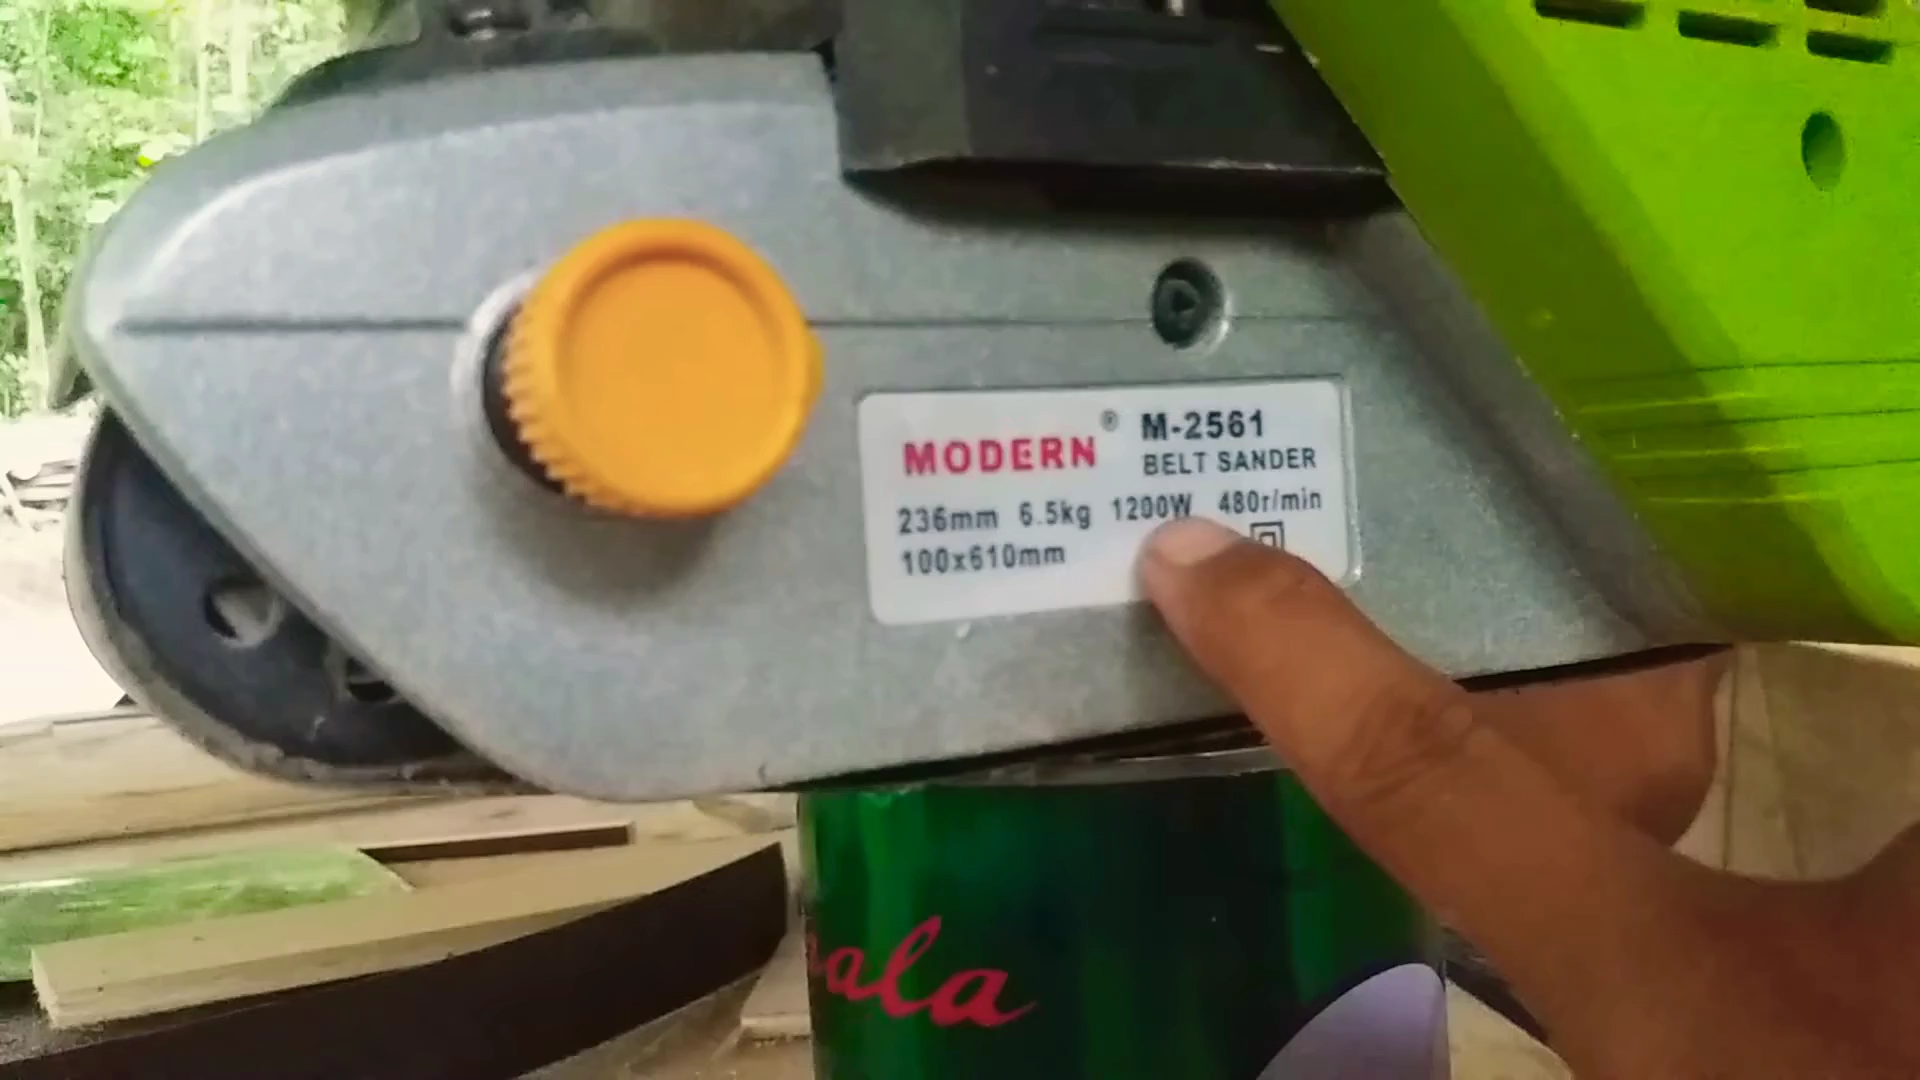 MODERN ® M-2561
BELT SANDER
236mm 6.5kg 1200W 480r/min
100x610mm
ala